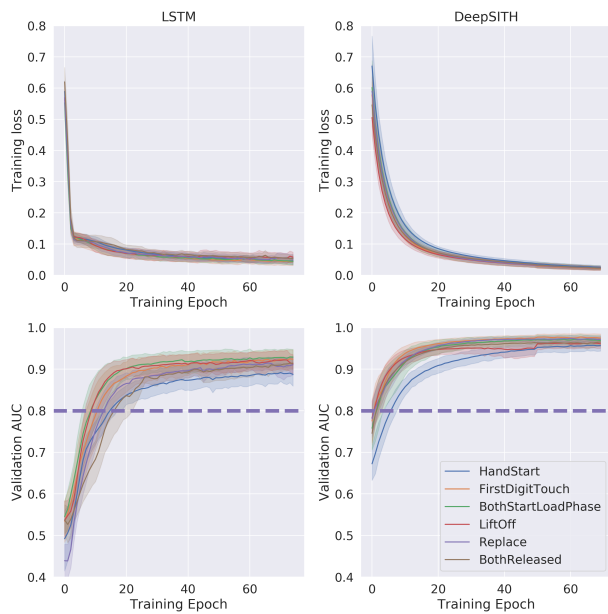 LSTM
DeepSITH
0.8
0.7
0.6
0.5
0.4
0.3
0.2
0.1
0.0
Training loss
0 20 40 60
Training Epoch
0.8
0.7
0.6
0.5
0.4
0.3
0.2
0.1
0.0
Training loss
0 20 40 60
Training Epoch
1.0
0.9
0.8
0.7
0.6
0.5
0.4
Validation AUC
0 20 40 60
Training Epoch
1.0
0.9
0.8
0.7
0.6
0.5
0.4
Validation AUC
HandStart
FirstDigitTouch
BothStartLoadPhase
LiftOff
Replace
BothReleased
0 20 40 60
Training Epoch